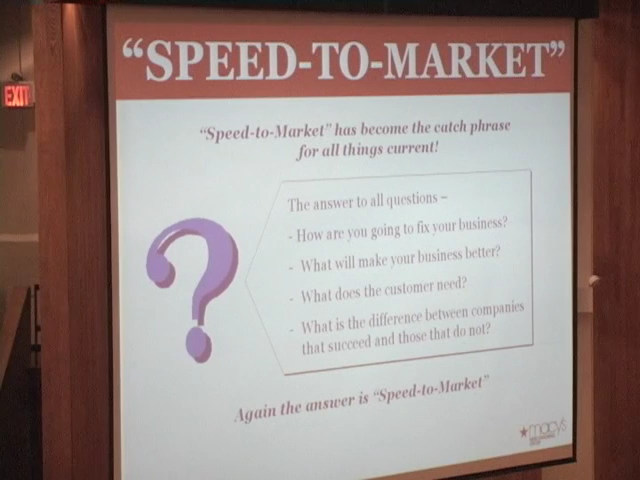 EXIT
“SPEED-TO-MARKET”
“Speed-to-Market” has become the catch phrase
for all things current!
The answer to all questions –
- How are you going to fix your business?
- What will make your business better?
- What does the customer need?
- What is the difference between companies
that succeed and those that do not?
Again the answer is “Speed-to-Market”
macy's